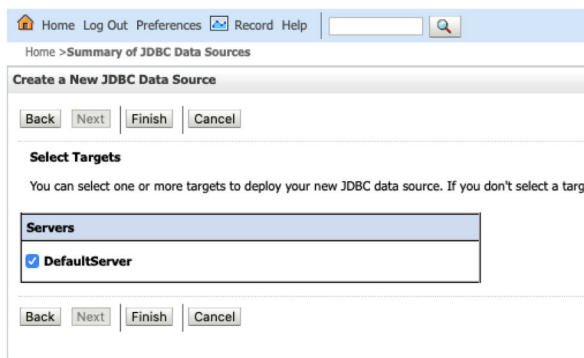 Home Log Out Preferences Record Help
Home >Summary of JDBC Data Sources
Create a New JDBC Data Source
Back Next Finish Cancel
Select Targets
You can select one or more targets to deploy your new JDBC data source. If you don't select a targ
Servers
DefaultServer
Back Next Finish Cancel